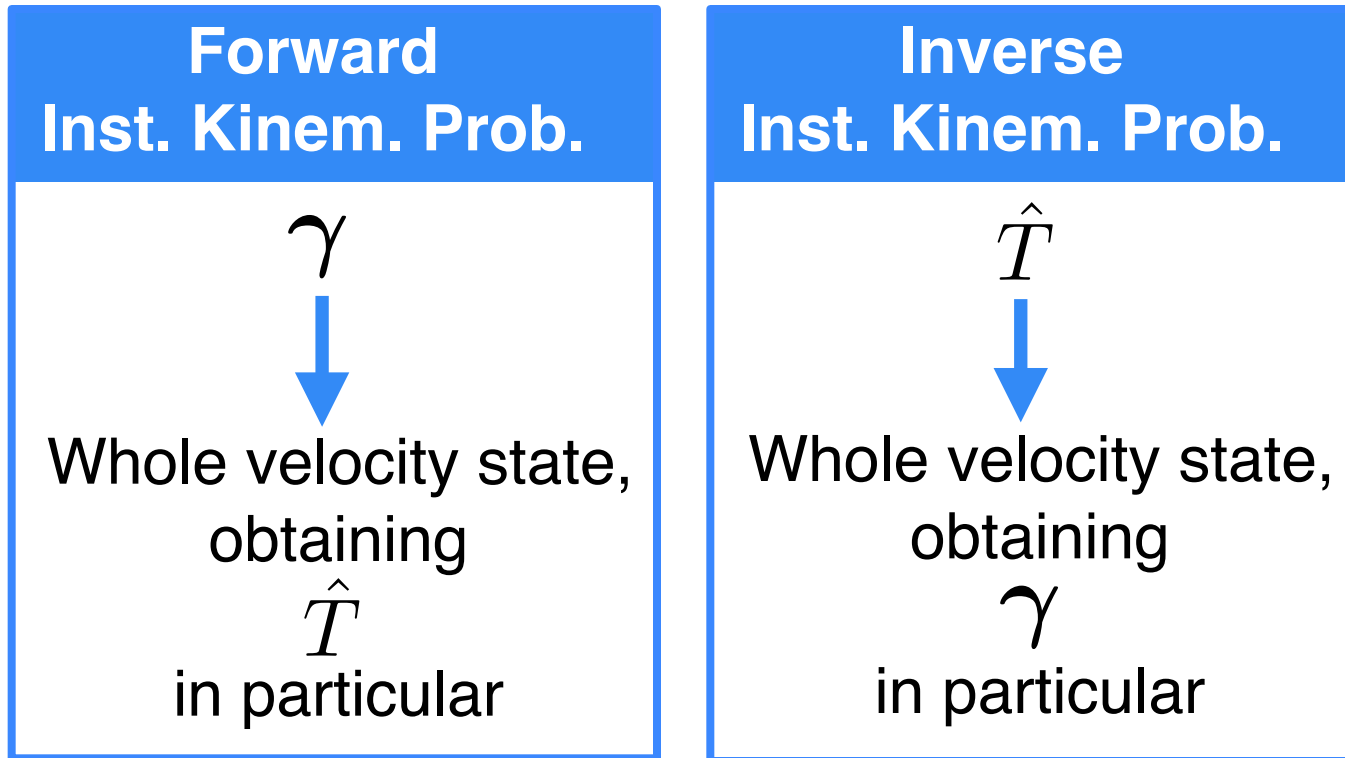 Forward
Inst. Kinem. Prob.
γ
Whole velocity state,
obtaining
T̂
in particular
Inverse
Inst. Kinem. Prob.
T̂
Whole velocity state,
obtaining
γ
in particular